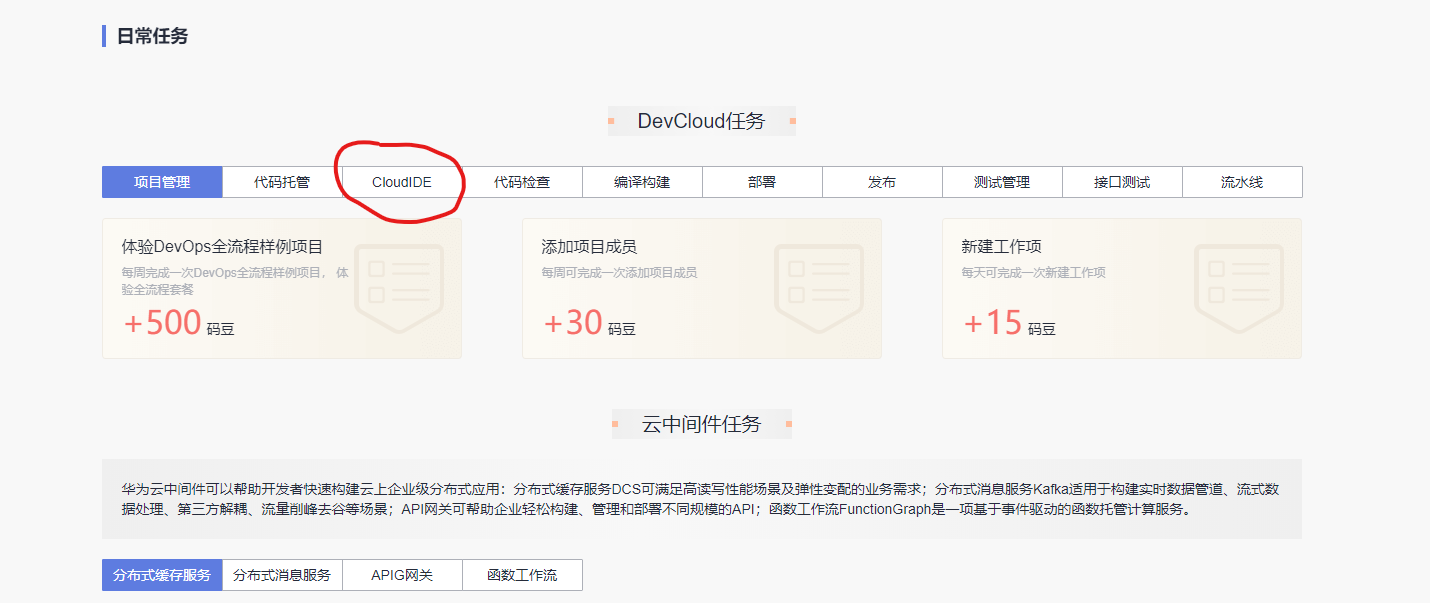 日常任务
DevCloud任务
项目管理 代码托管 CloudIDE 代码检查 编译构建 部署 发布 测试管理 接口测试 流水线
体验DevOps全流程样例项目
每周完成一次DevOps全流程样例项目， 体
验全流程套餐
+500 码豆
添加项目成员
每周可完成一次添加项目成员
+30 码豆
新建工作项
每天可完成一次新建工作项
+15 码豆
云中间件任务
华为云中间件可以帮助开发者快速构建云上企业级分布式应用：分布式缓存服务DCS可满足高读写性能场景及弹性变配的业务需求；分布式消息服务Kafka适用于构建实时数据管道、流式数
据处理、第三方解耦、流量削峰去谷等场景；API网关可帮助企业轻松构建、管理和部署不同规模的API；函数工作流FunctionGraph是一项基于事件驱动的函数托管计算服务。
分布式缓存服务 分布式消息服务 APIG网关 函数工作流